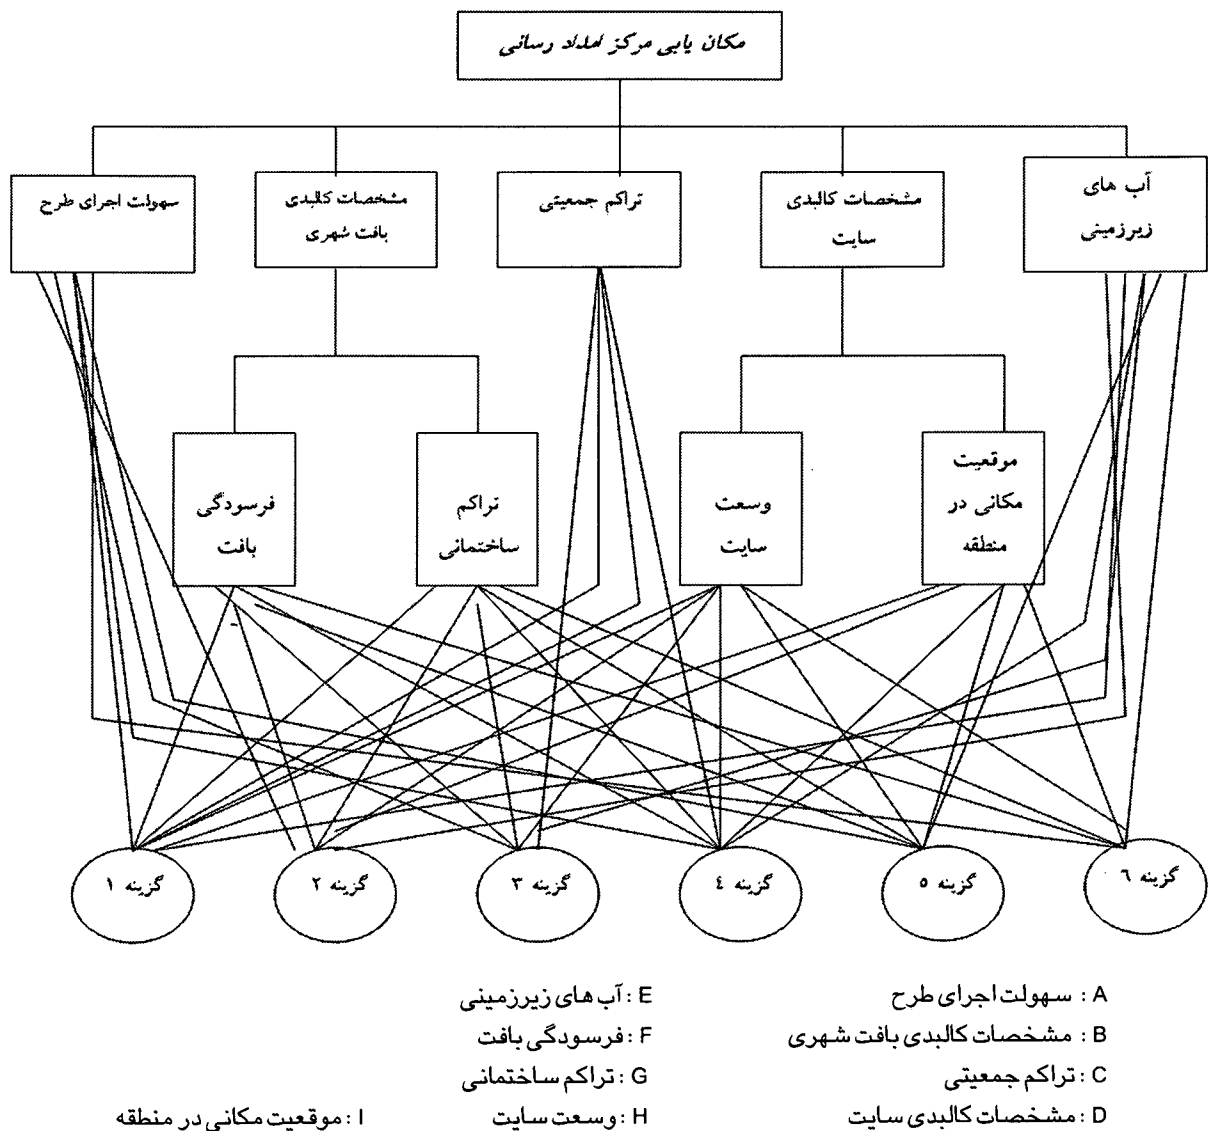 مکان یابی مرکز امداد رسانی
آب های
زیرزمینی
مشخصات کالبدی
سایت
تراکم جمعیتی
مشخصات کالبدی
بافت شهری
سهولت اجرای طرح
موقعیت
مکانی در
منطقه
وسعت
سایت
تراکم
ساختمانی
فرسودگی
بافت
گزینه ۱
گزینه ۲
گزینه ۳
گزینه ٤
گزینه ۵
گزینه ٦
A : سهولت اجرای طرح
B : مشخصات کالبدی بافت شهری
C : تراکم جمعیتی
D : مشخصات کالبدی سایت
E : آب های زیرزمینی
F : فرسودگی بافت
G : تراکم ساختمانی
H : وسعت سایت
I : موقعیت مکانی در منطقه